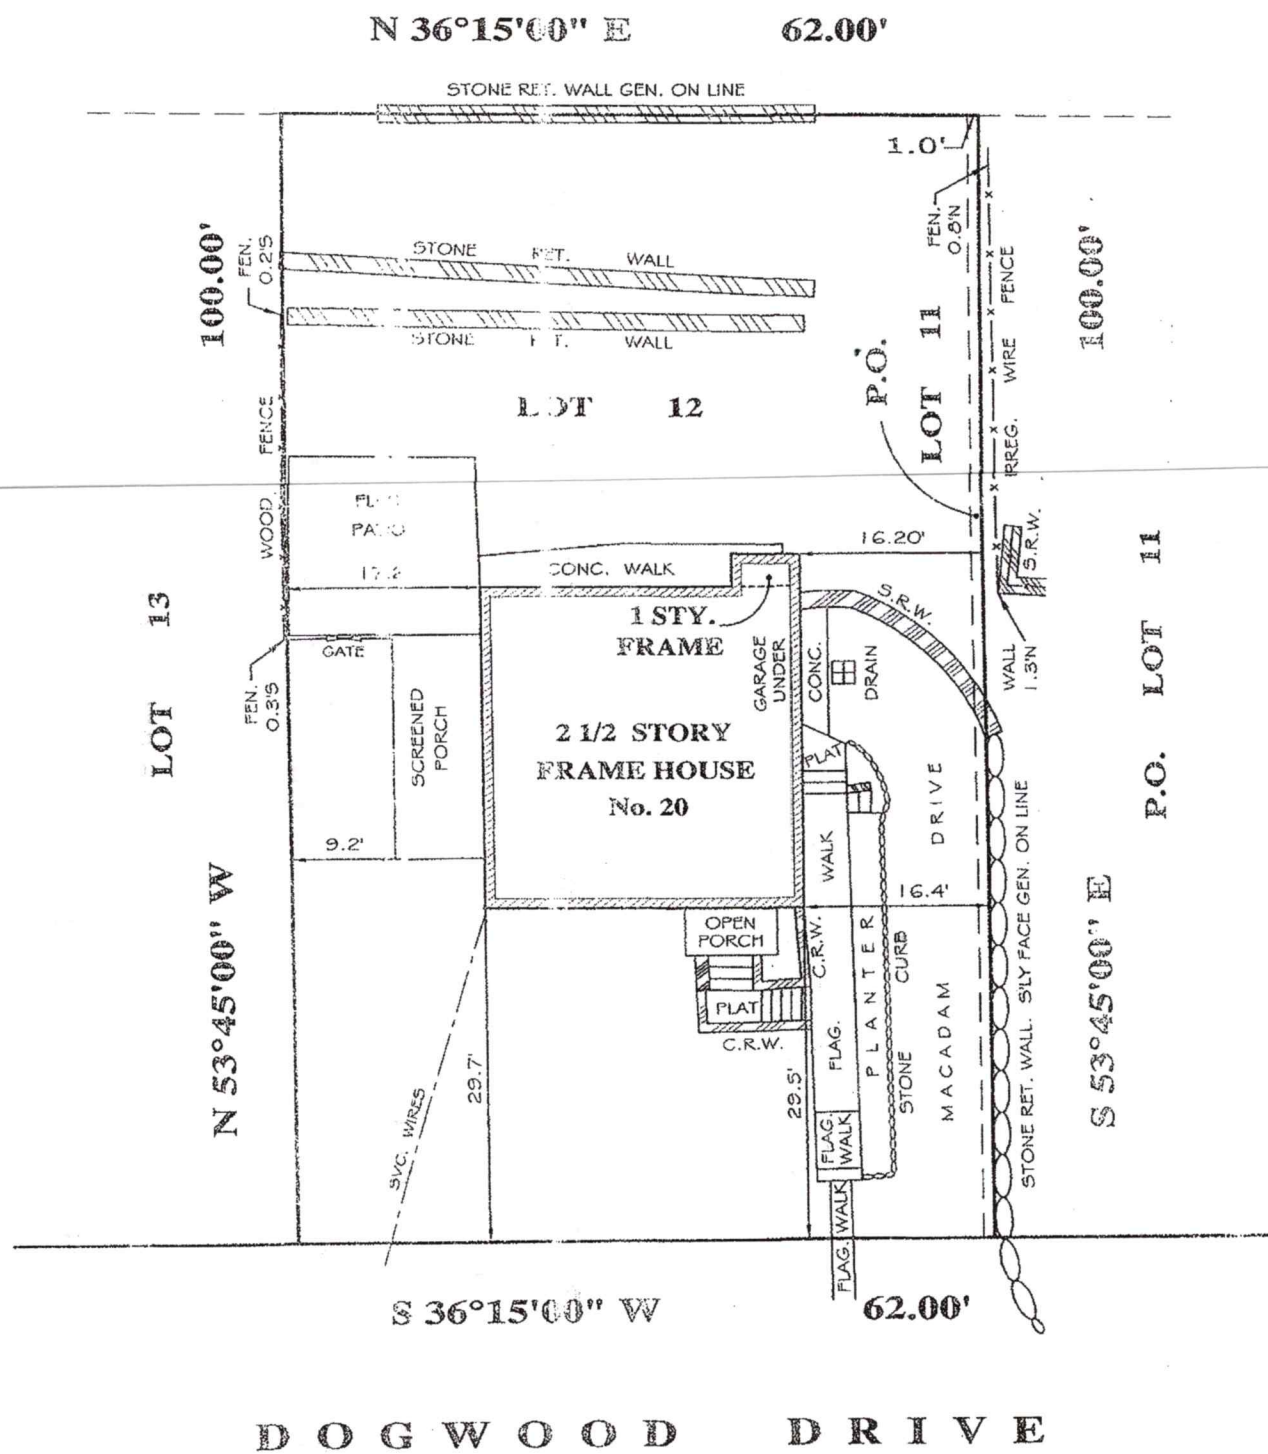 N 36°15'00" E 62.00'
STONE RET. WALL GEN. ON LINE
1.0'
100.00'
FEN.
0.2'S
STONE RET. WALL
STONE WALL
FEN.
0.8'N
IRREG. WIRE FENCE
100.00'
LOT 12
P.O.
LOT 11
WOOD FENCE
PATIO
CONC. WALK
16.20'
S.R.W.
S.R.W.
WALL
1.3'N
1 STY.
FRAME
GARAGE
UNDER
CONC.
DRAIN
LOT 13
GATE
FEN.
0.3'S
SCREENED
PORCH
2 1/2 STORY
FRAME HOUSE
No. 20
PLAT
WALK
DRIVE
MACADAM
P.O. LOT 11
9.2'
16.4'
OPEN
PORCH
C.R.W.
PLAT
C.R.W.
FLAG.
PLANTER
STONE CURB
STONE RET. WALL. S'LY FACE GEN. ON LINE
N 53°45'00" W
S 53°45'00" E
SVC. WIRES
29.7'
29.5'
FLAG.
WALK
FLAG. WALK
S 36°15'00" W 62.00'
DOGWOOD DRIVE